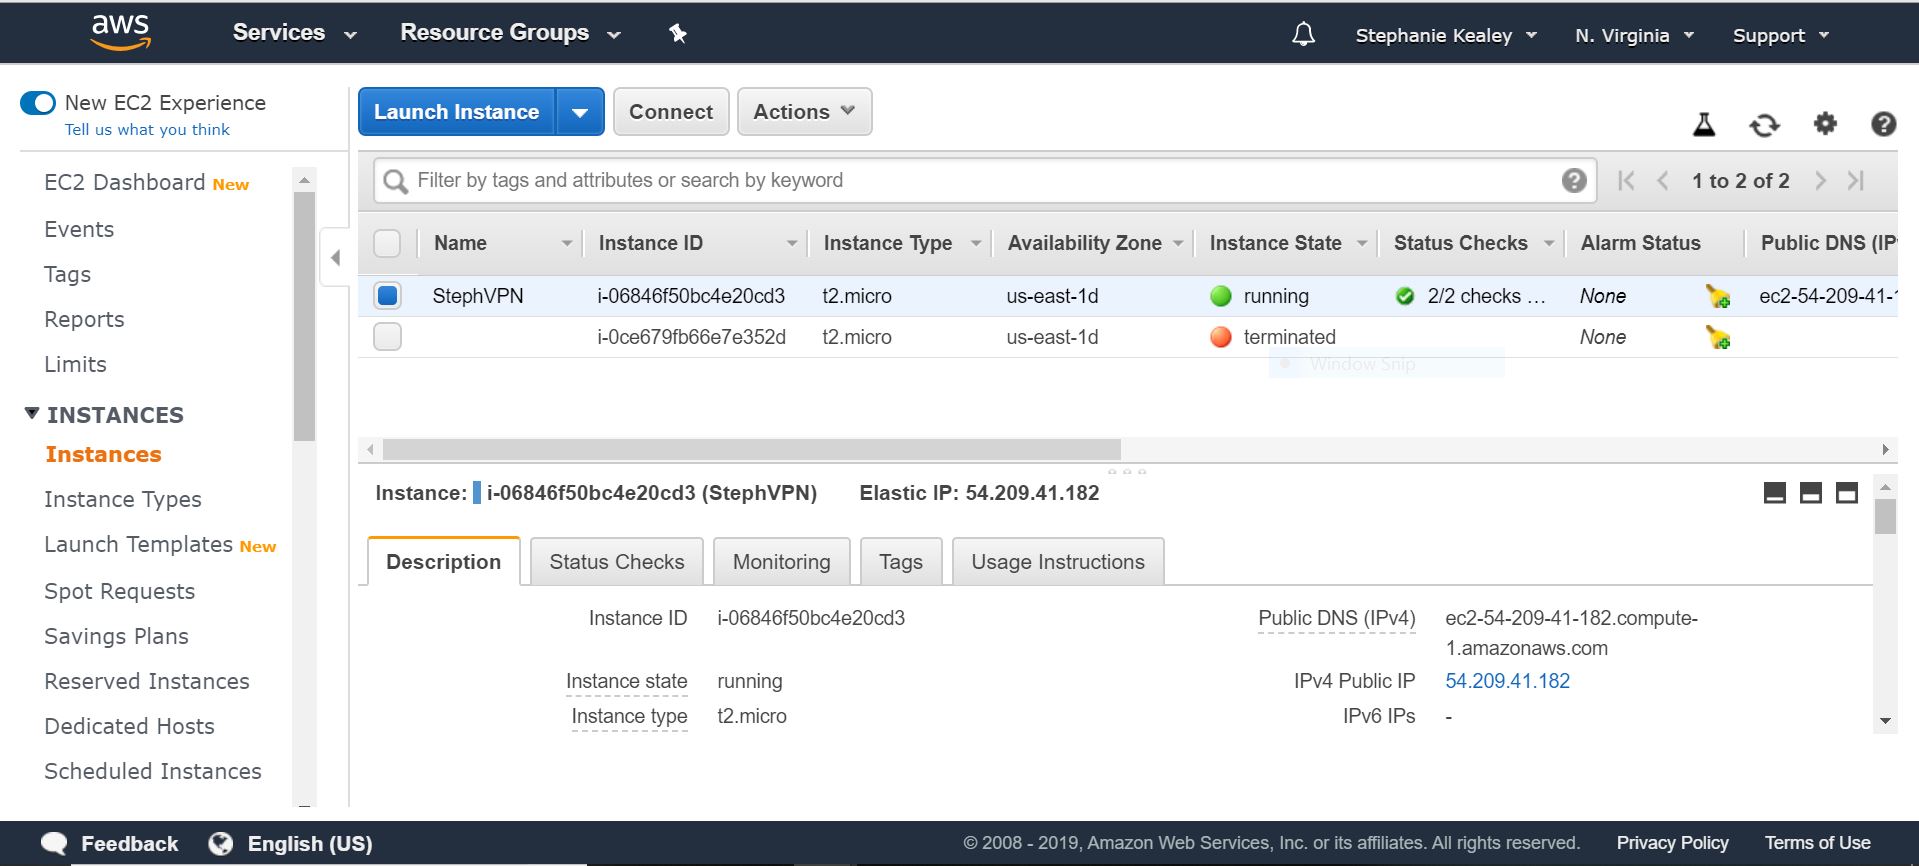 aws Services Resource Groups Stephanie Kealey N. Virginia Support
New EC2 Experience
Tell us what you think
EC2 Dashboard New
Events
Tags
Reports
Limits
INSTANCES
Instances
Instance Types
Launch Templates New
Spot Requests
Savings Plans
Reserved Instances
Dedicated Hosts
Scheduled Instances
Launch Instance Connect Actions
Filter by tags and attributes or search by keyword 1 to 2 of 2
Name Instance ID Instance Type Availability Zone Instance State Status Checks Alarm Status Public DNS (IP
StephVPN i-06846f50bc4e20cd3 t2.micro us-east-1d running 2/2 checks ... None ec2-54-209-41-1
i-0ce679fb66e7e352d t2.micro us-east-1d terminated None
Window Snip
Instance: i-06846f50bc4e20cd3 (StephVPN) Elastic IP: 54.209.41.182
Description Status Checks Monitoring Tags Usage Instructions
Instance ID i-06846f50bc4e20cd3 Public DNS (IPv4) ec2-54-209-41-182.compute-
1.amazonaws.com
Instance state running IPv4 Public IP 54.209.41.182
Instance type t2.micro IPv6 IPs -
Feedback English (US) © 2008 - 2019, Amazon Web Services, Inc. or its affiliates. All rights reserved. Privacy Policy Terms of Use